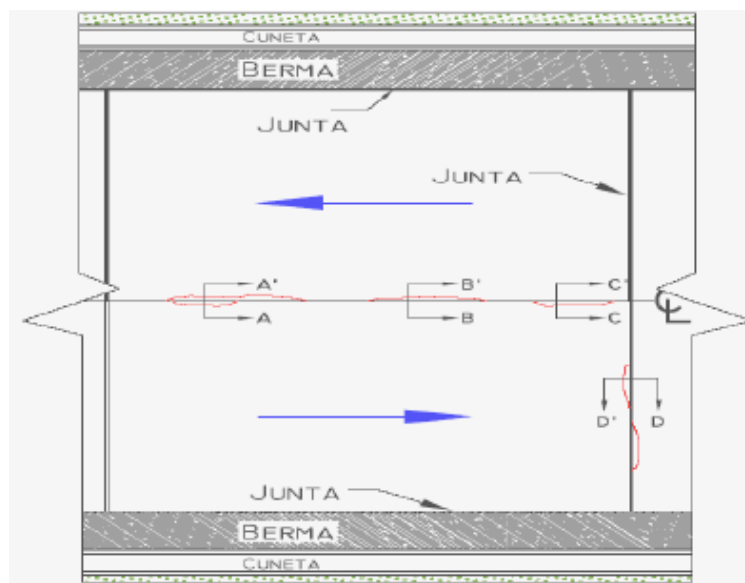 CUNETA
BERMA
JUNTA
JUNTA
A' B' C'
A B C
℄
D' D
JUNTA
BERMA
CUNETA